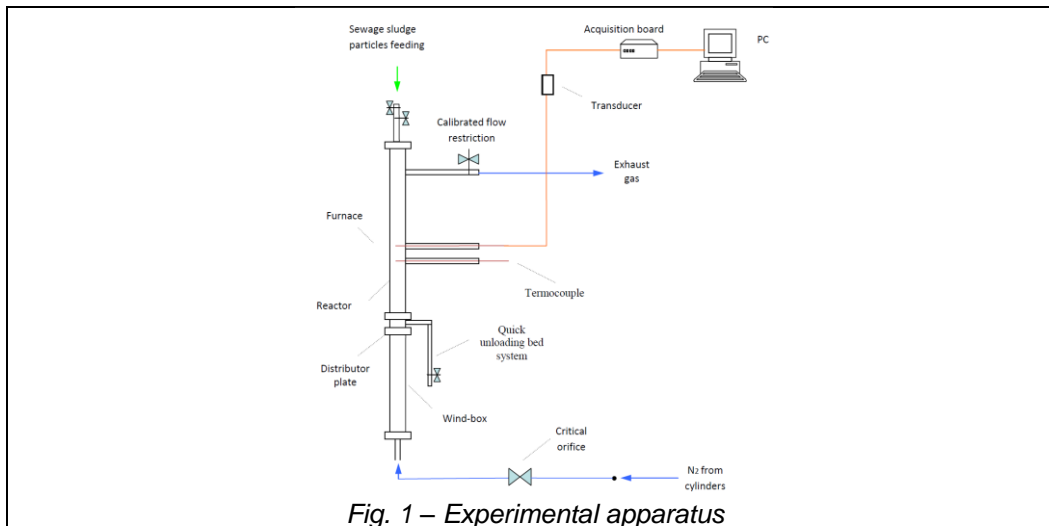 Sewage sludge
particles feeding
Acquisition board
PC
Transducer
Calibrated flow
restriction
Exhaust
gas
Furnace
Termocouple
Reactor
Quick
unloading bed
system
Distributor
plate
Wind-box
Critical
orifice
N2 from
cylinders
Fig. 1 – Experimental apparatus